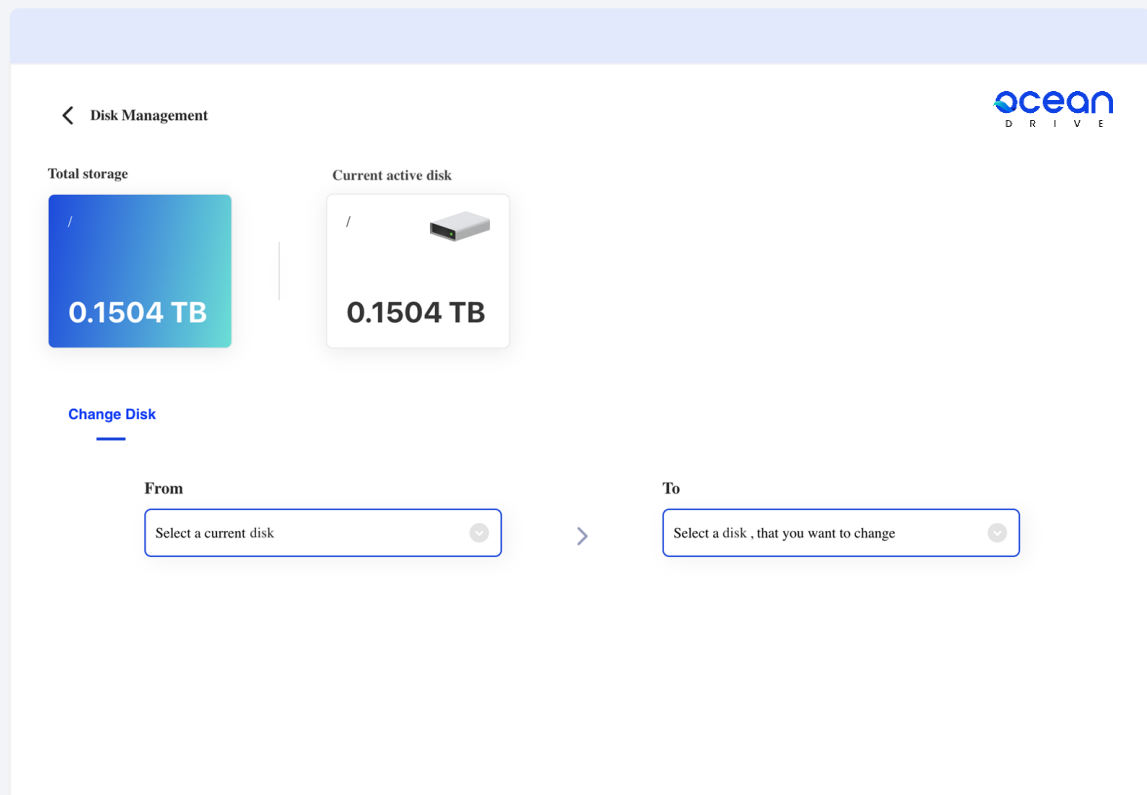 ocean
DRIVE
Disk Management
Total storage
Current active disk
/
/
0.1504 TB
0.1504 TB
Change Disk
From
To
Select a current disk
Select a disk , that you want to change